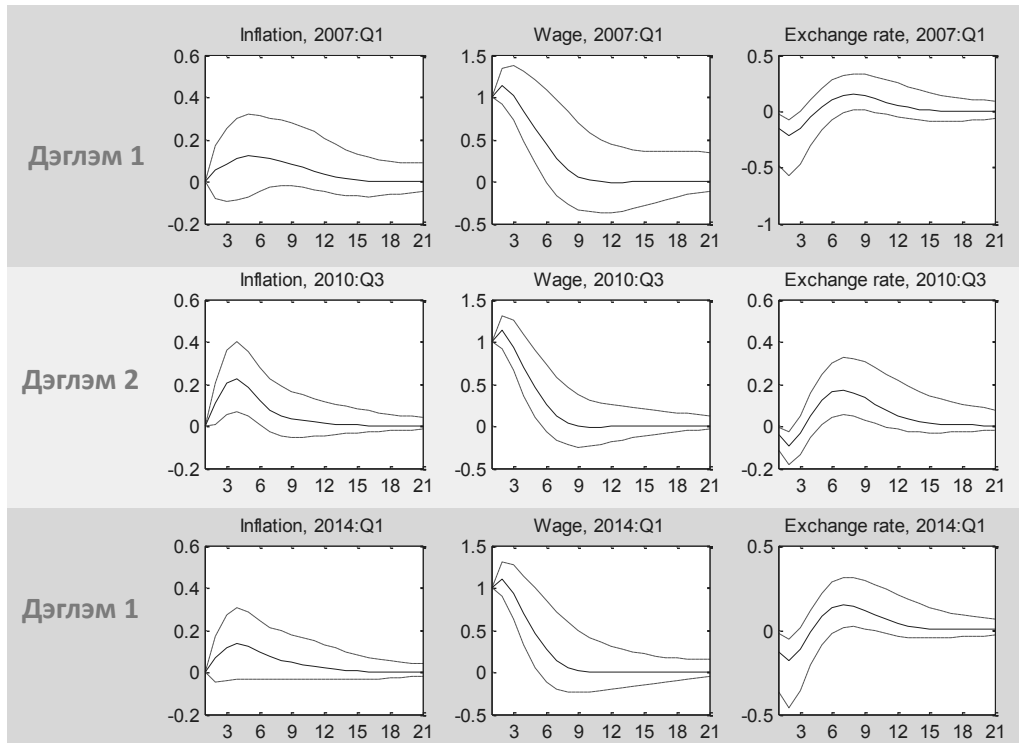 Inflation, 2007:Q1 Wage, 2007:Q1 Exchange rate, 2007:Q1
0.6 1.5 0.5
0.4 1
0.2 0.5 0
Дэглэм 1
0 0 -0.5
-0.2 -0.5 -1
3 6 9 12 15 18 21 3 6 9 12 15 18 21 3 6 9 12 15 18 21
Inflation, 2010:Q3 Wage, 2010:Q3 Exchange rate, 2010:Q3
0.6 1.5 0.6
0.4 1 0.4
Дэглэм 2
0.2 0.5 0.2
0 0 0
-0.2 -0.5 -0.2
3 6 9 12 15 18 21 3 6 9 12 15 18 21 3 6 9 12 15 18 21
Inflation, 2014:Q1 Wage, 2014:Q1 Exchange rate, 2014:Q1
0.6 1.5 0.5
0.4 1
Дэглэм 1
0.2 0.5 0
0 0
-0.2 -0.5 -0.5
3 6 9 12 15 18 21 3 6 9 12 15 18 21 3 6 9 12 15 18 21